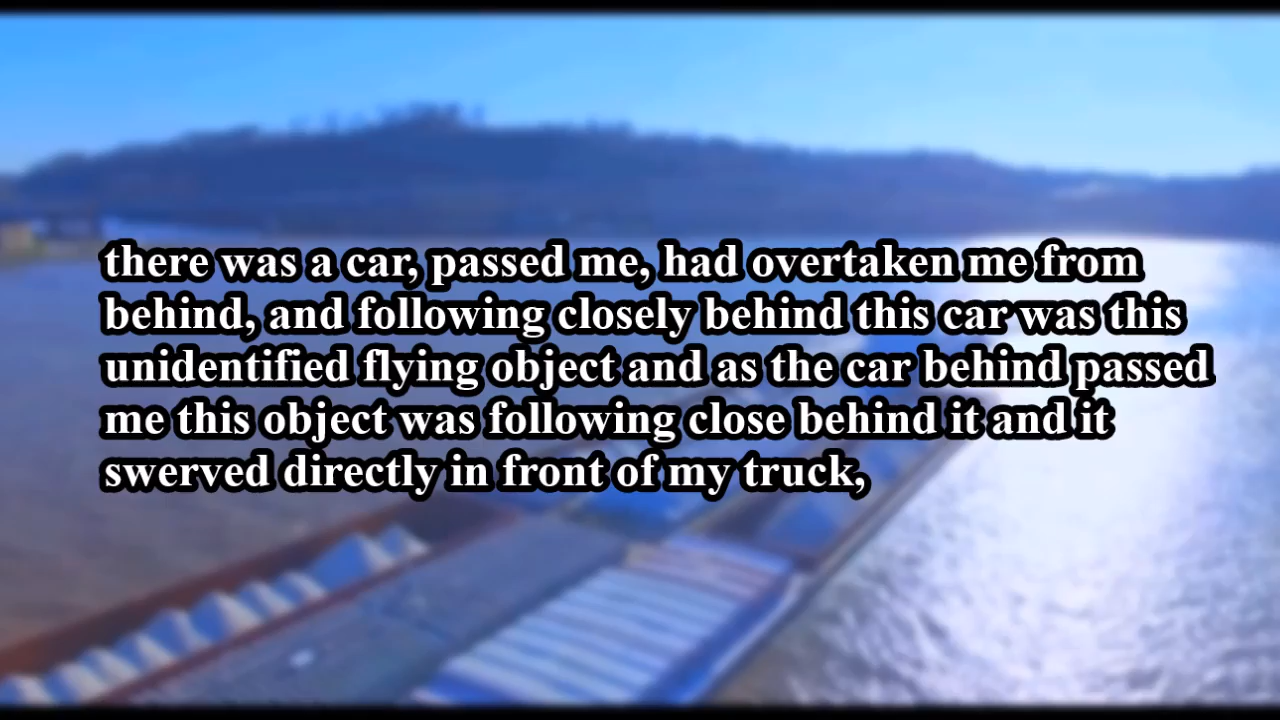 there was a car, passed me, had overtaken me from
behind, and following closely behind this car was this
unidentified flying object and as the car behind passed
me this object was following close behind it and it
swerved directly in front of my truck,